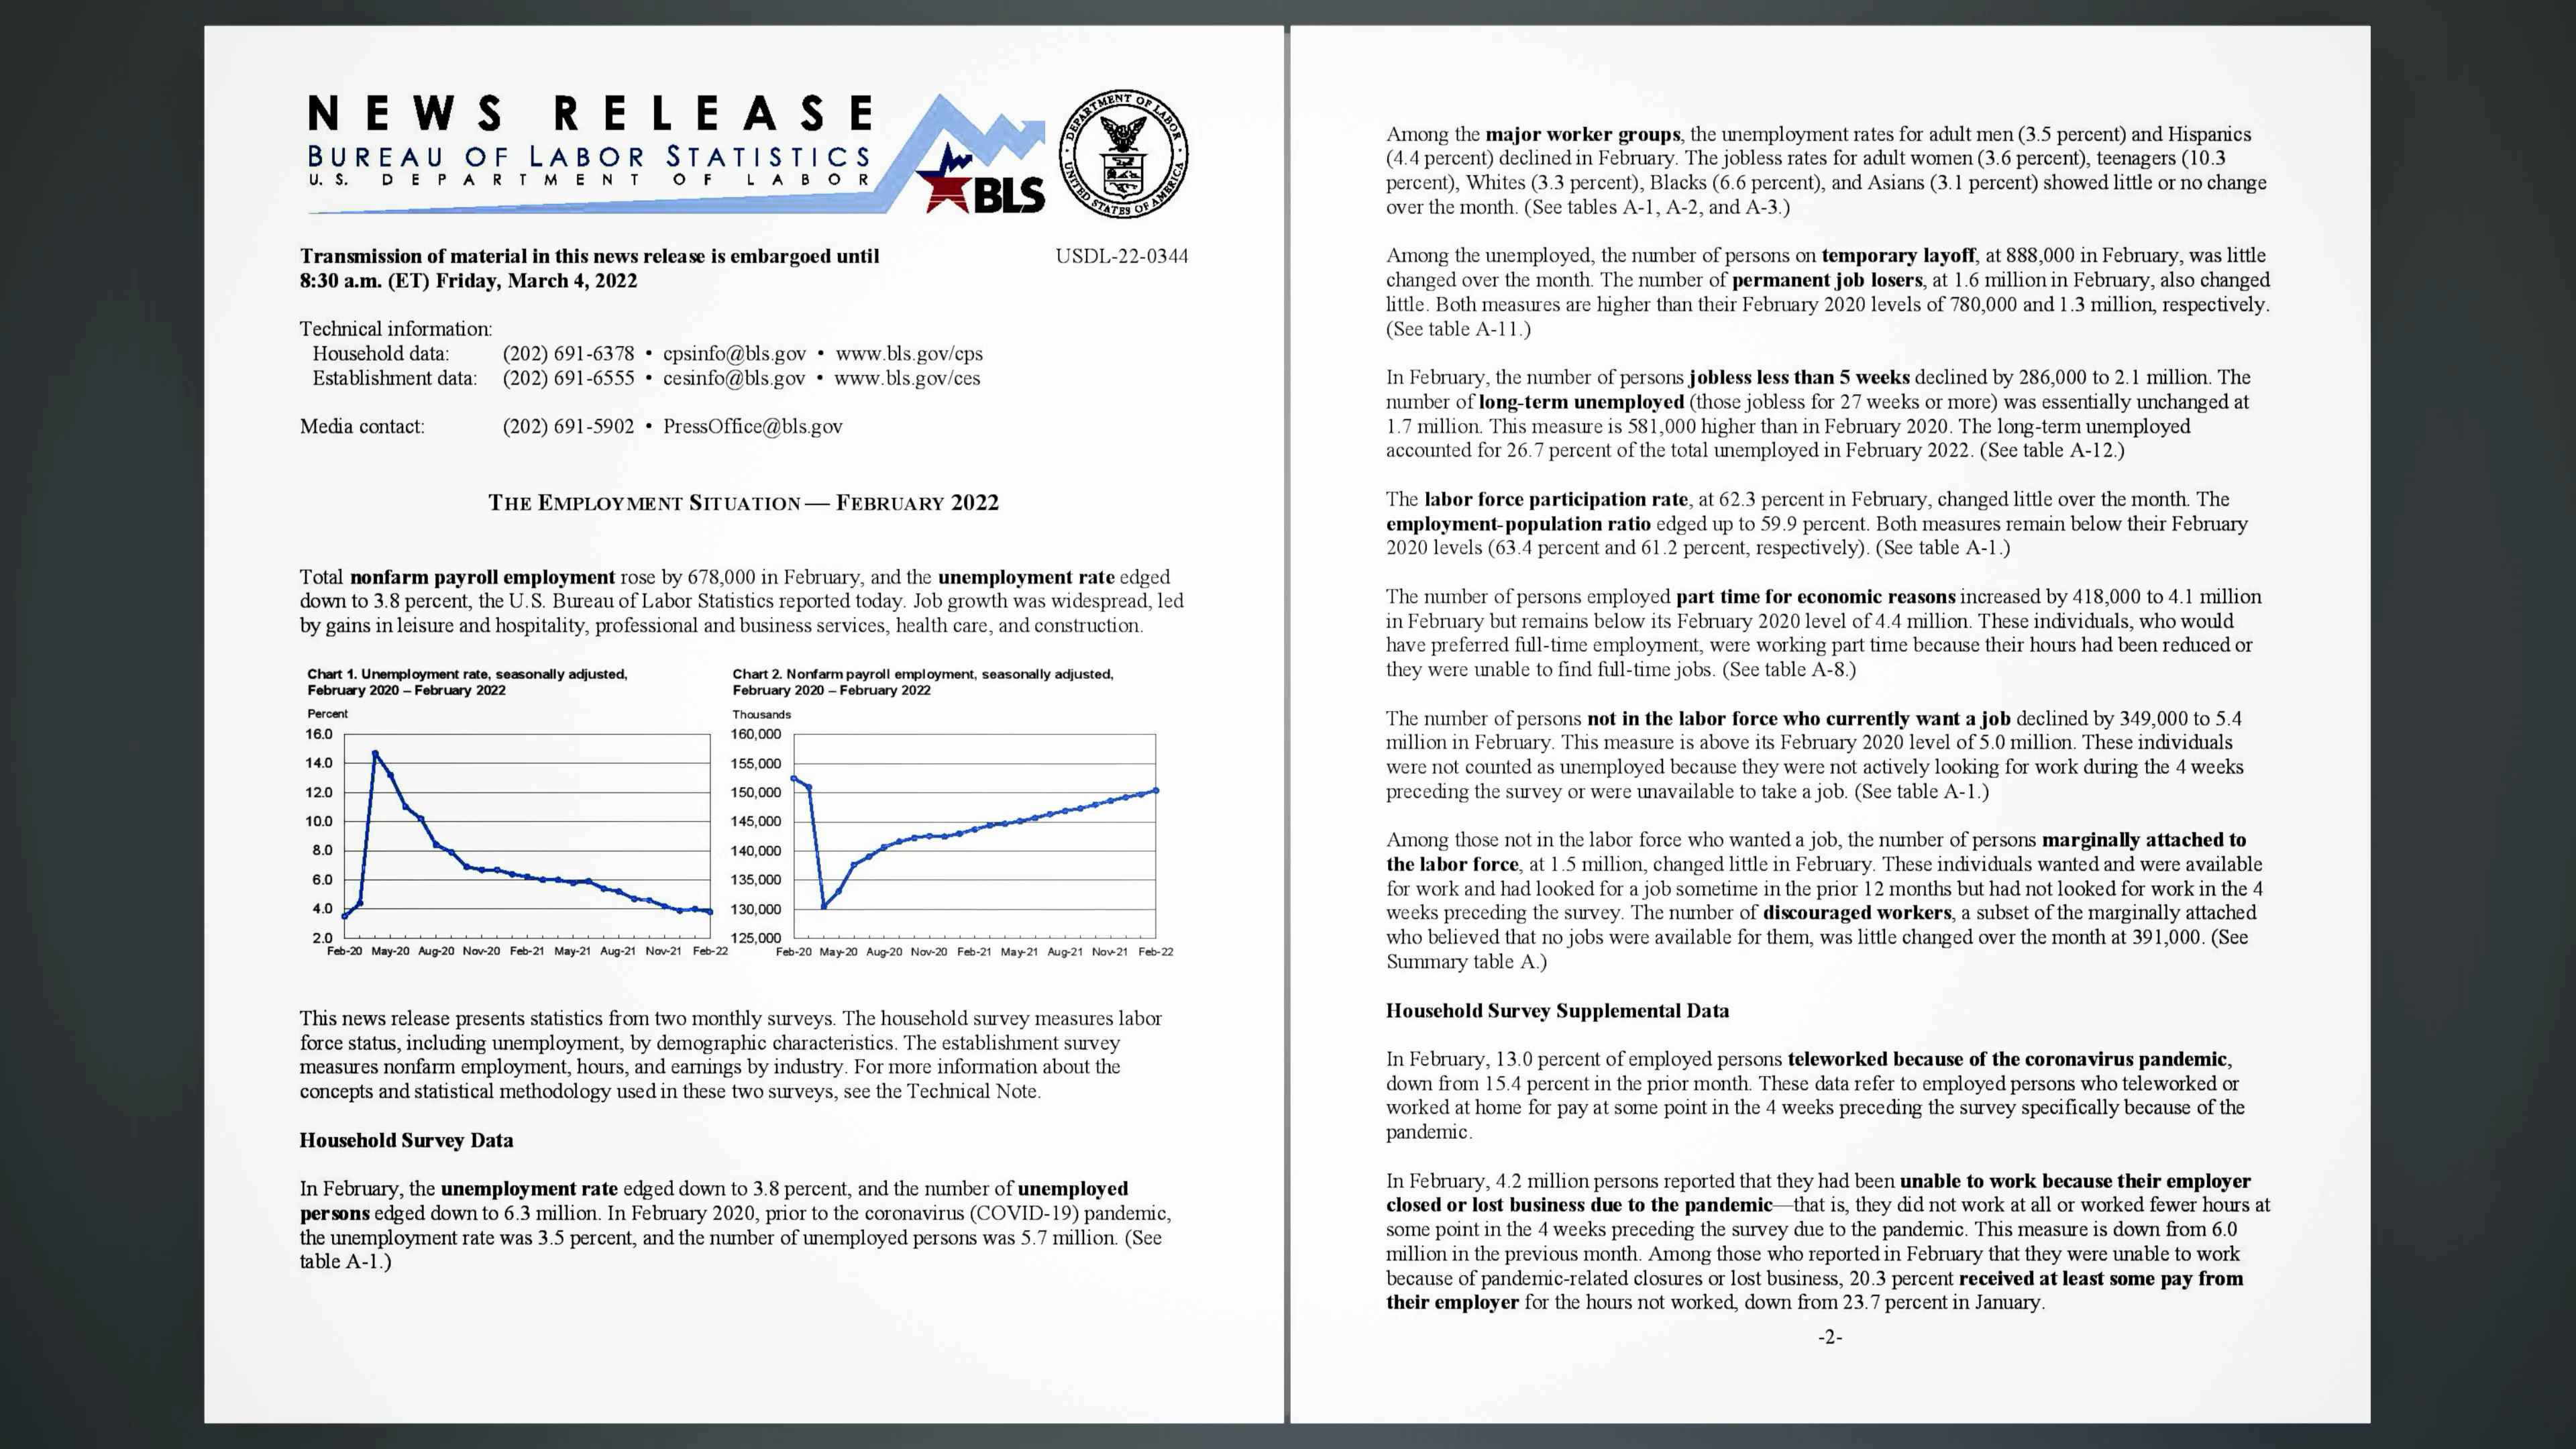 NEWS RELEASE
BUREAU OF LABOR STATISTICS
U. S. DEPARTMENT OF LABOR
BLS
DEPARTMENT OF LABOR
UNITED STATES OF AMERICA
Transmission of material in this news release is embargoed until
USDL-22-0344
8:30 a.m. (ET) Friday, March 4, 2022
Technical information:
Household data: (202) 691-6378 • cpsinfo@bls.gov • www.bls.gov/cps
Establishment data: (202) 691-6555 • cesinfo@bls.gov • www.bls.gov/ces
Media contact: (202) 691-5902 • PressOffice@bls.gov
THE EMPLOYMENT SITUATION — FEBRUARY 2022
Total nonfarm payroll employment rose by 678,000 in February, and the unemployment rate edged
down to 3.8 percent, the U.S. Bureau of Labor Statistics reported today. Job growth was widespread, led
by gains in leisure and hospitality, professional and business services, health care, and construction.
Chart 1. Unemployment rate, seasonally adjusted,
February 2020 – February 2022
Percent
16.0
14.0
12.0
10.0
8.0
6.0
4.0
2.0
Feb-20 May-20 Aug-20 Nov-20 Feb-21 May-21 Aug-21 Nov-21 Feb-22
Chart 2. Nonfarm payroll employment, seasonally adjusted,
February 2020 – February 2022
Thousands
160,000
155,000
150,000
145,000
140,000
135,000
130,000
125,000
Feb-20 May-20 Aug-20 Nov-20 Feb-21 May-21 Aug-21 Nov-21 Feb-22
This news release presents statistics from two monthly surveys. The household survey measures labor
force status, including unemployment, by demographic characteristics. The establishment survey
measures nonfarm employment, hours, and earnings by industry. For more information about the
concepts and statistical methodology used in these two surveys, see the Technical Note.
Household Survey Data
In February, the unemployment rate edged down to 3.8 percent, and the number of unemployed
persons edged down to 6.3 million. In February 2020, prior to the coronavirus (COVID-19) pandemic,
the unemployment rate was 3.5 percent, and the number of unemployed persons was 5.7 million. (See
table A-1.)
Among the major worker groups, the unemployment rates for adult men (3.5 percent) and Hispanics
(4.4 percent) declined in February. The jobless rates for adult women (3.6 percent), teenagers (10.3
percent), Whites (3.3 percent), Blacks (6.6 percent), and Asians (3.1 percent) showed little or no change
over the month. (See tables A-1, A-2, and A-3.)
Among the unemployed, the number of persons on temporary layoff, at 888,000 in February, was little
changed over the month. The number of permanent job losers, at 1.6 million in February, also changed
little. Both measures are higher than their February 2020 levels of 780,000 and 1.3 million, respectively.
(See table A-11.)
In February, the number of persons jobless less than 5 weeks declined by 286,000 to 2.1 million. The
number of long-term unemployed (those jobless for 27 weeks or more) was essentially unchanged at
1.7 million. This measure is 581,000 higher than in February 2020. The long-term unemployed
accounted for 26.7 percent of the total unemployed in February 2022. (See table A-12.)
The labor force participation rate, at 62.3 percent in February, changed little over the month. The
employment-population ratio edged up to 59.9 percent. Both measures remain below their February
2020 levels (63.4 percent and 61.2 percent, respectively). (See table A-1.)
The number of persons employed part time for economic reasons increased by 418,000 to 4.1 million
in February but remains below its February 2020 level of 4.4 million. These individuals, who would
have preferred full-time employment, were working part time because their hours had been reduced or
they were unable to find full-time jobs. (See table A-8.)
The number of persons not in the labor force who currently want a job declined by 349,000 to 5.4
million in February. This measure is above its February 2020 level of 5.0 million. These individuals
were not counted as unemployed because they were not actively looking for work during the 4 weeks
preceding the survey or were unavailable to take a job. (See table A-1.)
Among those not in the labor force who wanted a job, the number of persons marginally attached to
the labor force, at 1.5 million, changed little in February. These individuals wanted and were available
for work and had looked for a job sometime in the prior 12 months but had not looked for work in the 4
weeks preceding the survey. The number of discouraged workers, a subset of the marginally attached
who believed that no jobs were available for them, was little changed over the month at 391,000. (See
Summary table A.)
Household Survey Supplemental Data
In February, 13.0 percent of employed persons teleworked because of the coronavirus pandemic,
down from 15.4 percent in the prior month. These data refer to employed persons who teleworked or
worked at home for pay at some point in the 4 weeks preceding the survey specifically because of the
pandemic.
In February, 4.2 million persons reported that they had been unable to work because their employer
closed or lost business due to the pandemic—that is, they did not work at all or worked fewer hours at
some point in the 4 weeks preceding the survey due to the pandemic. This measure is down from 6.0
million in the previous month. Among those who reported in February that they were unable to work
because of pandemic-related closures or lost business, 20.3 percent received at least some pay from
their employer for the hours not worked, down from 23.7 percent in January.
-2-